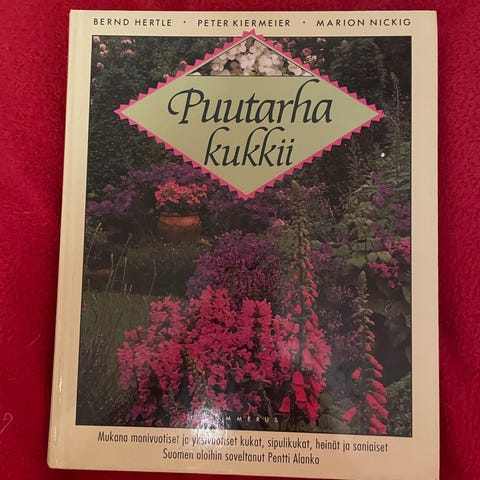 BERND HERTLE • PETER KIERMEIER • MARION NICKIG
Puutarha
kukkii
Mukana monivuotiset ja yksivuotiset kukat, sipulikukat, heinät ja saniaiset
Suomen oloihin soveltanut Pentti Alanko